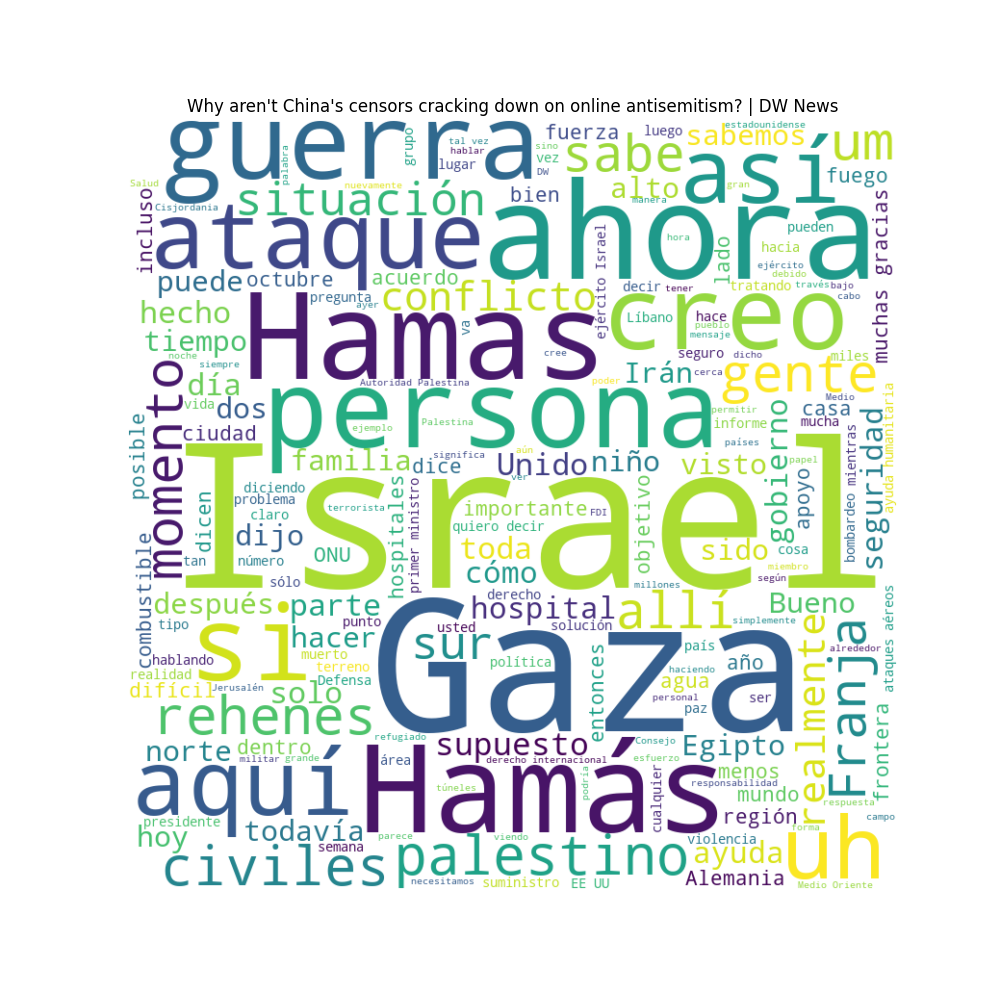 Why aren't China's censors cracking down on online antisemitism? | DW News
guerra
fuerza
luego
estadounidense
sabemos
um
grupo
tal vez
hablar
sino
vez
DW
palabra
lugar
sabe
así
fuego
Salud
nuevamente
Cisjordania
situación
bien
alto
manera
gran
incluso
ataque
ahora
pueden
hora
hacia
lado
muchas gracias
puede
octubre
acuerdo
ejército Israel
ejército
debido
decir
tener
tratando
través
bajo
cabo
pregunta
ayer
conflicto
creo
hecho
Hamas
va
Líbano
hace
pueblo
mensaje
tiempo
noche
siempre
cree
seguro
dicho
miles
cerca
momento
día
vida
Autoridad Palestina
Irán
gente
poder
Medio
dos
persona
ejemplo
Palestina
permitir
informe
casa
mucha
ayuda humanitaria
posible
ciudad
familia
dice
significa
aún
ver
Unido
niño
visto
países
gobierno
papel
apoyo
bombardeo mientras
seguridad
Israel
diciendo
problema
claro
terrorista
hospitales
primer ministro
importante
FDI
quiero decir
objetivo
dicen
dijo
ONU
toda
sido
cosa
tan
número
cómo
miembro
sólo
millones
según
combustible
después
parte
derecho
hospital
allí
Bueno
tipo
si
hacer
punto
sur
usted
solución
simplemente
hablando
muerto
Gaza
país
realmente
Franja
alrededor
realidad
terreno
política
entonces
haciendo
año
ataques aéreos
difícil
Jerusalén
solo
Defensa
agua
personal
paz
ser
rehenes
frontera
norte
dentro
refugiado
supuesto
Consejo
Egipto
militar
grande
área
derecho internacional
esfuerzo
menos
aquí
Hamás
túneles
podría
cualquier
responsabilidad
mundo
respuesta
presidente
todavía
región
forma
campo
hoy
semana
parece
viendo
violencia
uh
civiles
palestino
ayuda
necesitamos
suministro
EE UU
Alemania
Medio Oriente